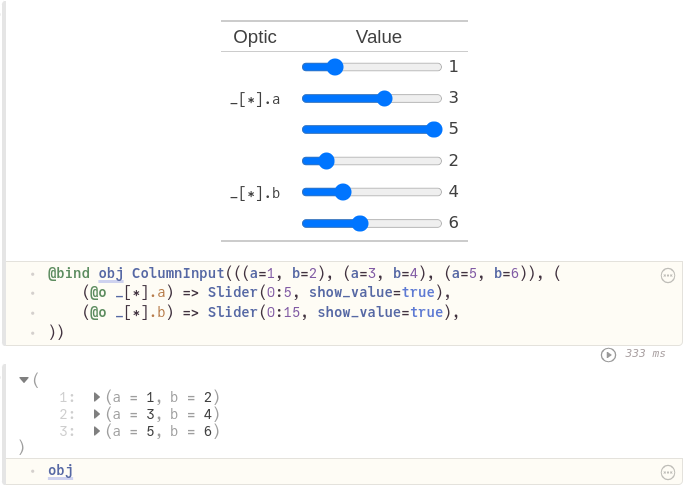 Optic Value
1
_[∗].a 3
5
2
_[∗].b 4
6
@bind obj ColumnInput(((a=1, b=2), (a=3, b=4), (a=5, b=6)), (
(@o _[∗].a) => Slider(0:5, show_value=true),
(@o _[∗].b) => Slider(0:15, show_value=true),
))
333 ms
(
1: (a = 1, b = 2)
2: (a = 3, b = 4)
3: (a = 5, b = 6)
)
obj